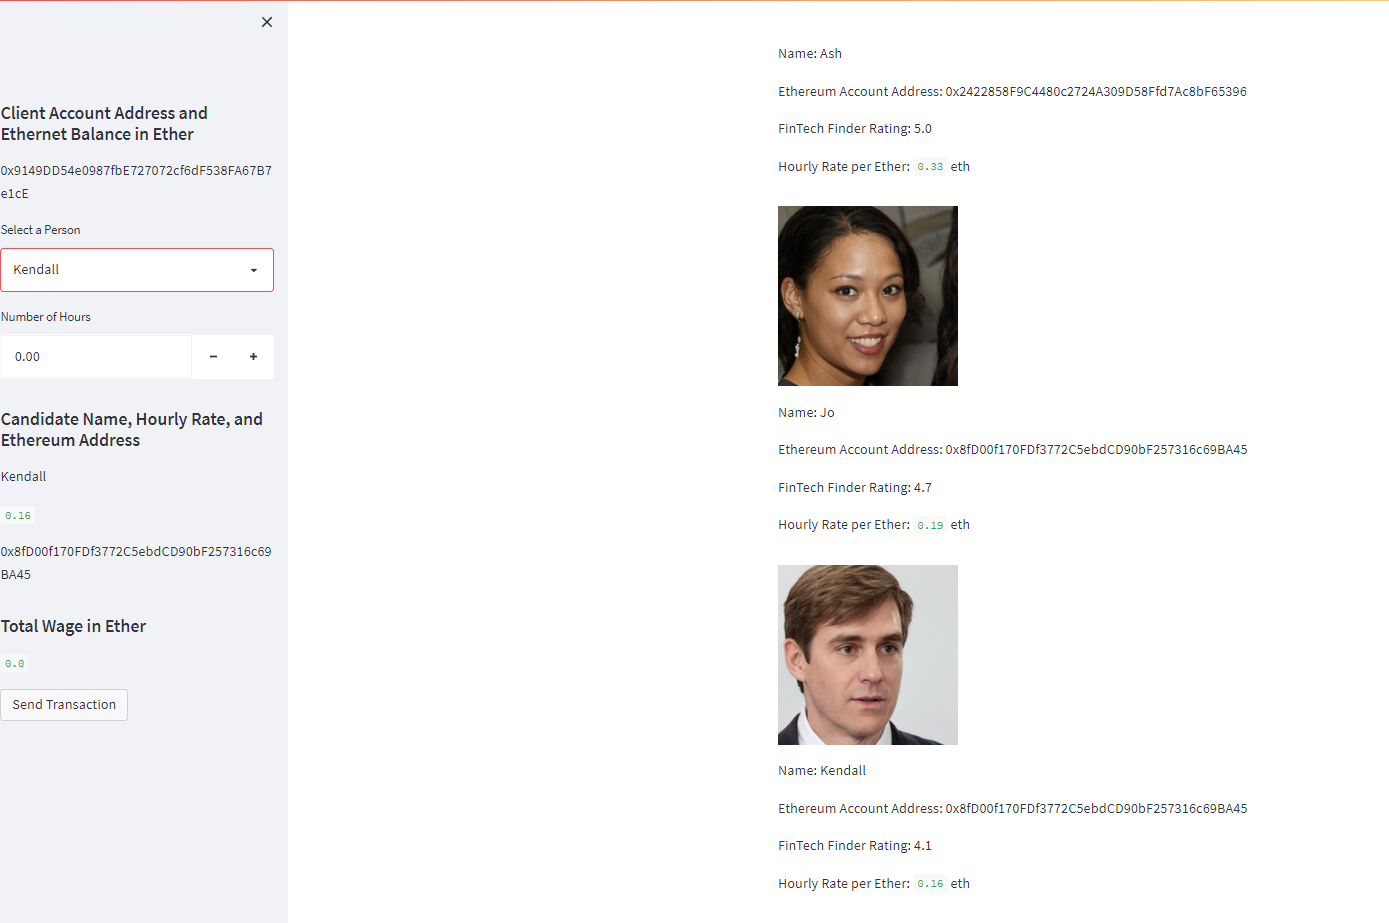 Client Account Address and
Ethernet Balance in Ether
0x9149DD54e0987fbE727072cf6dF538FA67B7
e1cE
Select a Person
Kendall
Number of Hours
0.00
Candidate Name, Hourly Rate, and
Ethereum Address
Kendall
0.16
0x8fD00f170FDf3772C5ebdCD90bF257316c69
BA45
Total Wage in Ether
0.0
Send Transaction
Name: Ash
Ethereum Account Address: 0x2422858F9C4480c2724A309D58Ffd7Ac8bF65396
FinTech Finder Rating: 5.0
Hourly Rate per Ether: 0.33 eth
Name: Jo
Ethereum Account Address: 0x8fD00f170FDf3772C5ebdCD90bF257316c69BA45
FinTech Finder Rating: 4.7
Hourly Rate per Ether: 0.19 eth
Name: Kendall
Ethereum Account Address: 0x8fD00f170FDf3772C5ebdCD90bF257316c69BA45
FinTech Finder Rating: 4.1
Hourly Rate per Ether: 0.16 eth